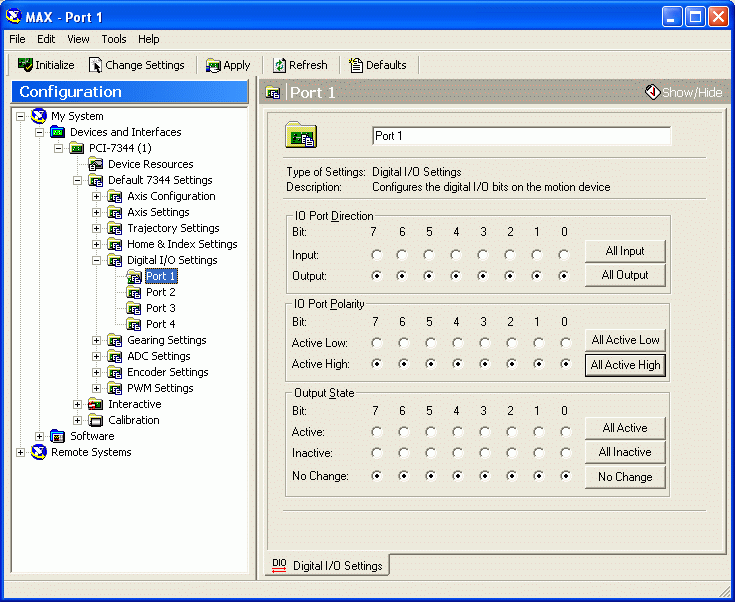 MAX - Port 1
File Edit View Tools Help
Initialize Change Settings Apply Refresh Defaults
Configuration
My System
Devices and Interfaces
PCI-7344 (1)
Device Resources
Default 7344 Settings
Axis Configuration
Axis Settings
Trajectory Settings
Home & Index Settings
Digital I/O Settings
Port 1
Port 2
Port 3
Port 4
Gearing Settings
ADC Settings
Encoder Settings
PWM Settings
Interactive
Calibration
Software
Remote Systems
Port 1 Show/Hide
Port 1
Type of Settings: Digital I/O Settings
Description: Configures the digital I/O bits on the motion device
IO Port Direction
Bit: 7 6 5 4 3 2 1 0
Input: All Input
Output: All Output
IO Port Polarity
Bit: 7 6 5 4 3 2 1 0
Active Low: All Active Low
Active High: All Active High
Output State
Bit: 7 6 5 4 3 2 1 0
Active: All Active
Inactive: All Inactive
No Change: No Change
DIO Digital I/O Settings